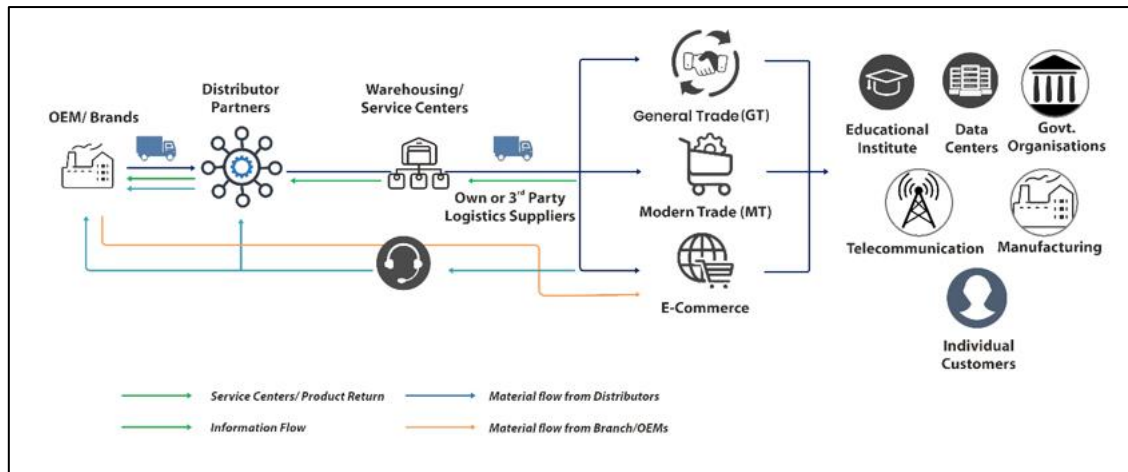 OEM/ Brands
Distributor
Partners
Warehousing/
Service Centers
Own or 3rd Party
Logistics Suppliers
General Trade (GT)
Modern Trade (MT)
E-Commerce
Educational
Institute
Data
Centers
Govt.
Organisations
Telecommunication
Manufacturing
Individual
Customers
Service Centers/ Product Return
Material flow from Distributors
Information Flow
Material flow from Branch/OEMs